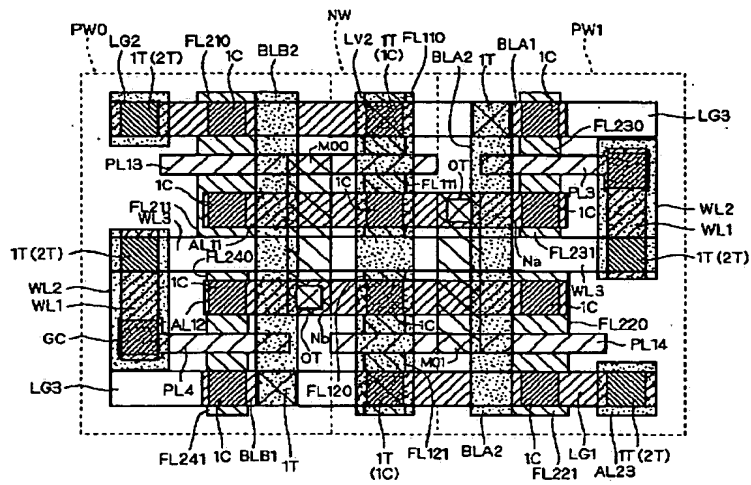 PW0
LG2
1T(2T)
FL210
1C
BLB2
NW
LV2
1T
(1C)
FL110
BLA2
1T
BLA1
1C
PW1
LG3
FL230
M00
OT
PL13
PL3
1C
1C
FL111
1C
WL2
FL211
WL3
AL11
Na
FL231
WL1
1T(2T)
FL240
1T(2T)
WL2
1C
WL3
WL1
AL12
Nb
1C
1C
FL220
GC
OT
PL14
LG3
PL4
FL120
M01
FL241
1C
BLB1
1T
1T
(1C)
FL121
BLA2
1C
FL221
LG1
1T(2T)
AL23